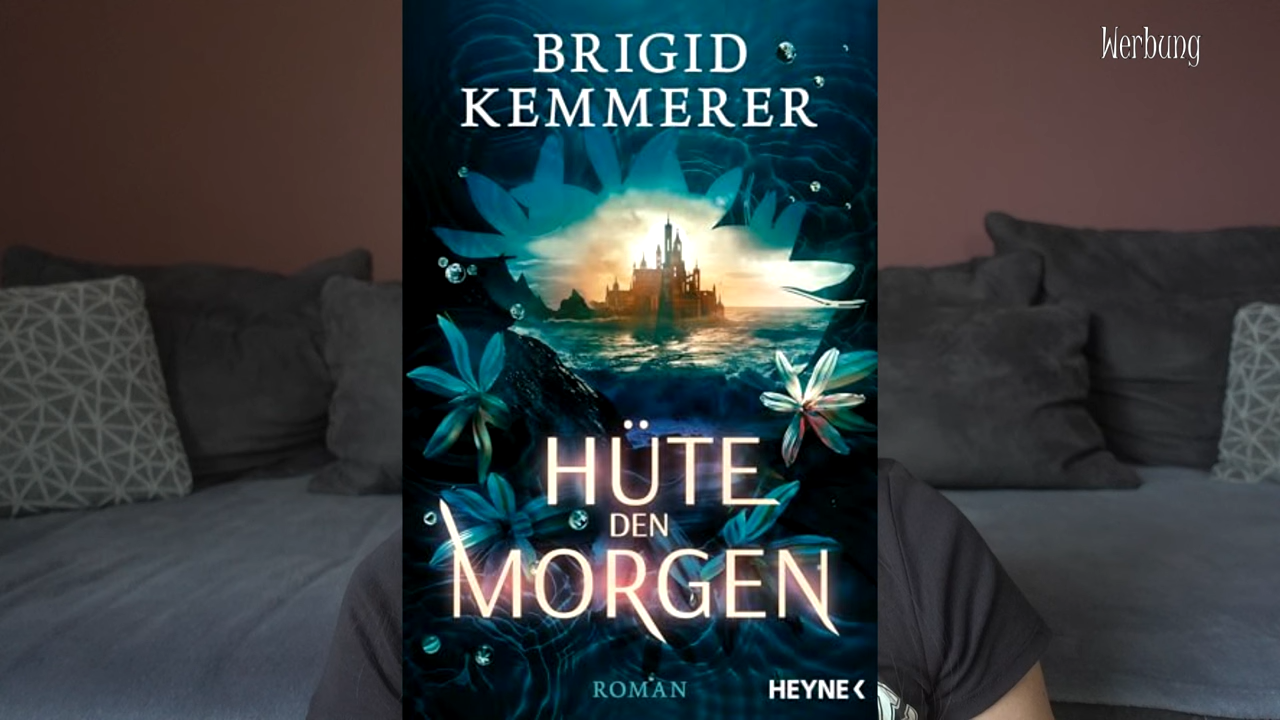 Werbung
BRIGID
KEMMERER
HÜTE
DEN
MORGEN
ROMAN
HEYNE